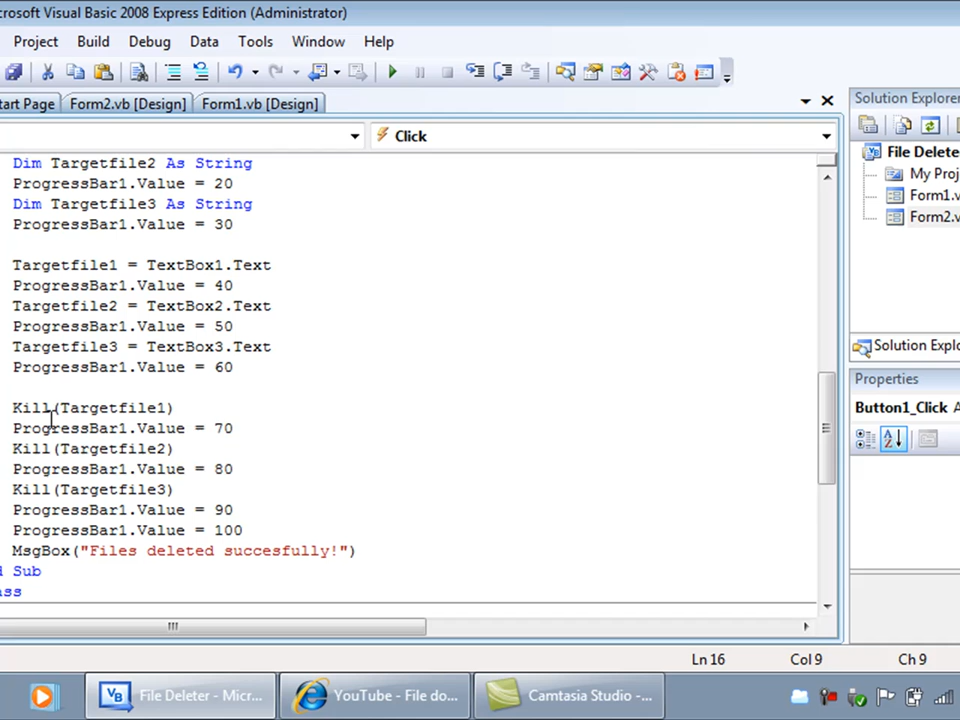 crosoft Visual Basic 2008 Express Edition (Administrator)
Project Build Debug Data Tools Window Help
tart Page Form2.vb [Design] Form1.vb [Design]
Click
Dim Targetfile2 As String
ProgressBar1.Value = 20
Dim Targetfile3 As String
ProgressBar1.Value = 30
Targetfile1 = TextBox1.Text
ProgressBar1.Value = 40
Targetfile2 = TextBox2.Text
ProgressBar1.Value = 50
Targetfile3 = TextBox3.Text
ProgressBar1.Value = 60
Kill(Targetfile1)
ProgressBar1.Value = 70
Kill(Targetfile2)
ProgressBar1.Value = 80
Kill(Targetfile3)
ProgressBar1.Value = 90
ProgressBar1.Value = 100
MsgBox("Files deleted succesfully!")
d Sub
ass
Solution Explorer
File Delete
My Proj
Form1.v
Form2.v
Solution Explo
Properties
Button1_Click A
Ln 16 Col 9 Ch 9
File Deleter - Micr... YouTube - File do... Camtasia Studio -...